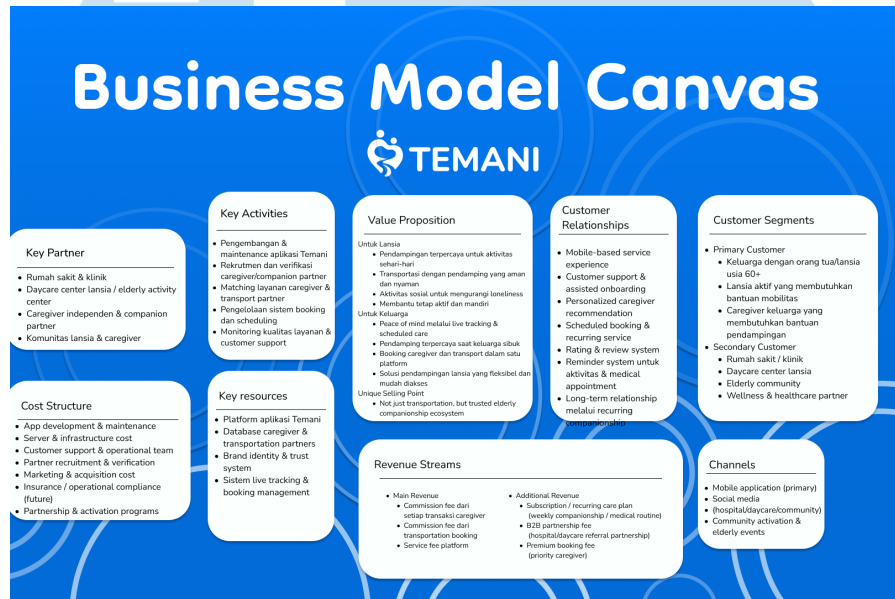 Business Model Canvas
TEMANI
Key Partner
Rumah sakit & klinik
Daycare center lansia / elderly activity
center
Caregiver independen & companion
partner
Komunitas lansia & caregiver
Key Activities
Pengembangan &
maintenance aplikasi Temani
Rekrutmen dan verifikasi
caregiver/companion partner
Matching layanan caregiver &
transport partner
Pengelolaan sistem booking
dan scheduling
Monitoring kualitas layanan &
customer support
Value Proposition
Untuk Lansia
Pendampingan terpercaya untuk aktivitas
sehari-hari
Transportasi dengan pendamping yang aman
dan nyaman
Aktivitas sosial untuk mengurangi loneliness
Membantu tetap aktif dan mandiri
Untuk Keluarga
Peace of mind melalui live tracking &
scheduled care
Pendamping terpercaya saat keluarga sibuk
Booking caregiver dan transport dalam satu
platform
Solusi pendampingan lansia yang fleksibel dan
mudah diakses
Unique Selling Point
Not just transportation, but trusted elderly
companionship ecosystem
Customer
Relationships
Mobile-based service
experience
Customer support &
assisted onboarding
Personalized caregiver
recommendation
Scheduled booking &
recurring service
Rating & review system
Reminder system untuk
aktivitas & medical
appointment
Long-term relationship
melalui recurring
companionship
Customer Segments
Primary Customer
Keluarga dengan orang tua/lansia
usia 60+
Lansia aktif yang membutuhkan
bantuan mobilitas
Caregiver keluarga yang
membutuhkan bantuan
pendampingan
Secondary Customer
Rumah sakit / klinik
Daycare center lansia
Elderly community
Wellness & healthcare partner
Cost Structure
App development & maintenance
Server & infrastructure cost
Customer support & operational team
Partner recruitment & verification
Marketing & acquisition cost
Insurance / operational compliance
(future)
Partnership & activation programs
Key resources
Platform aplikasi Temani
Database caregiver &
transportation partners
Brand identity & trust
system
Sistem live tracking &
booking management
Revenue Streams
Main Revenue
Commission fee dari
setiap transaksi caregiver
Commission fee dari
transportation booking
Service fee platform
Additional Revenue
Subscription / recurring care plan
(weekly companionship / medical routine)
B2B partnership fee
(hospital/daycare referral partnership)
Premium booking fee
(priority caregiver)
Channels
Mobile application (primary)
Social media
(hospital/daycare/community)
Community activation &
elderly events